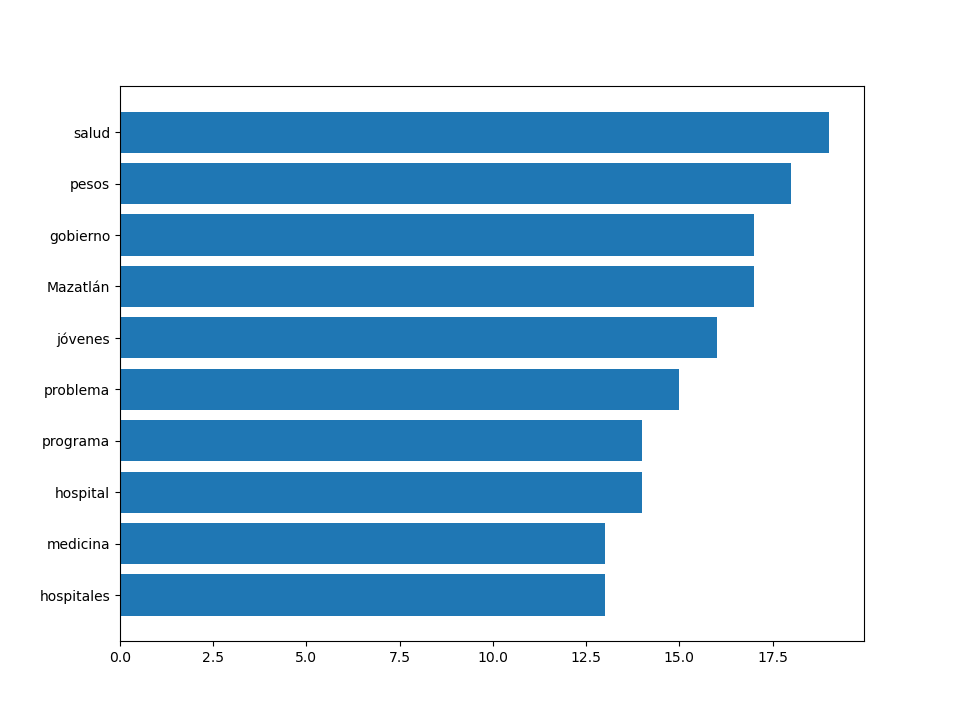 salud
pesos
gobierno
Mazatlán
jóvenes
problema
programa
hospital
medicina
hospitales
0.0 2.5 5.0 7.5 10.0 12.5 15.0 17.5